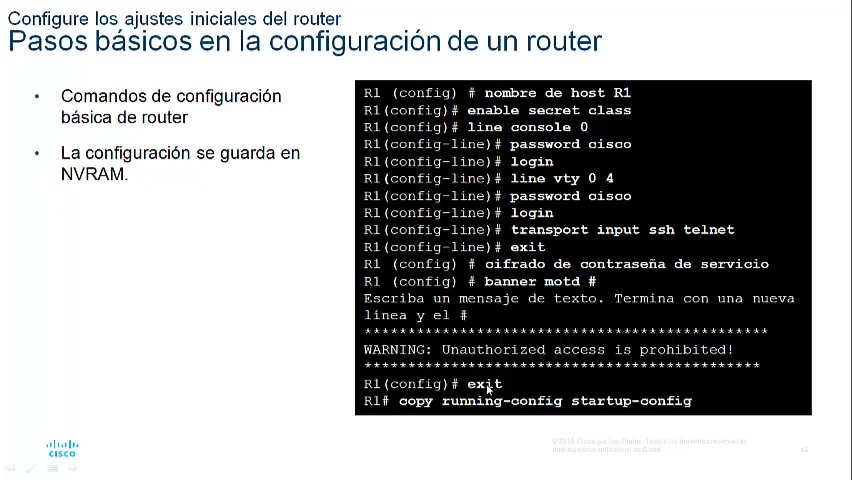 Configure los ajustes iniciales del router
Pasos básicos en la configuración de un router
• Comandos de configuración
básica de router
• La configuración se guarda en
NVRAM.
R1 (config) # nombre de host R1
R1(config)# enable secret class
R1(config)# line console 0
R1(config-line)# password cisco
R1(config-line)# login
R1(config-line)# line vty 0 4
R1(config-line)# password cisco
R1(config-line)# login
R1(config-line)# transport input ssh telnet
R1(config-line)# exit
R1 (config) # cifrado de contraseña de servicio
R1 (config) # banner motd #
Escriba un mensaje de texto. Termina con una nueva
línea y el #
***********************************************
WARNING: Unauthorized access is prohibited!
**********************************************
R1(config)# exit
R1# copy running-config startup-config
CISCO